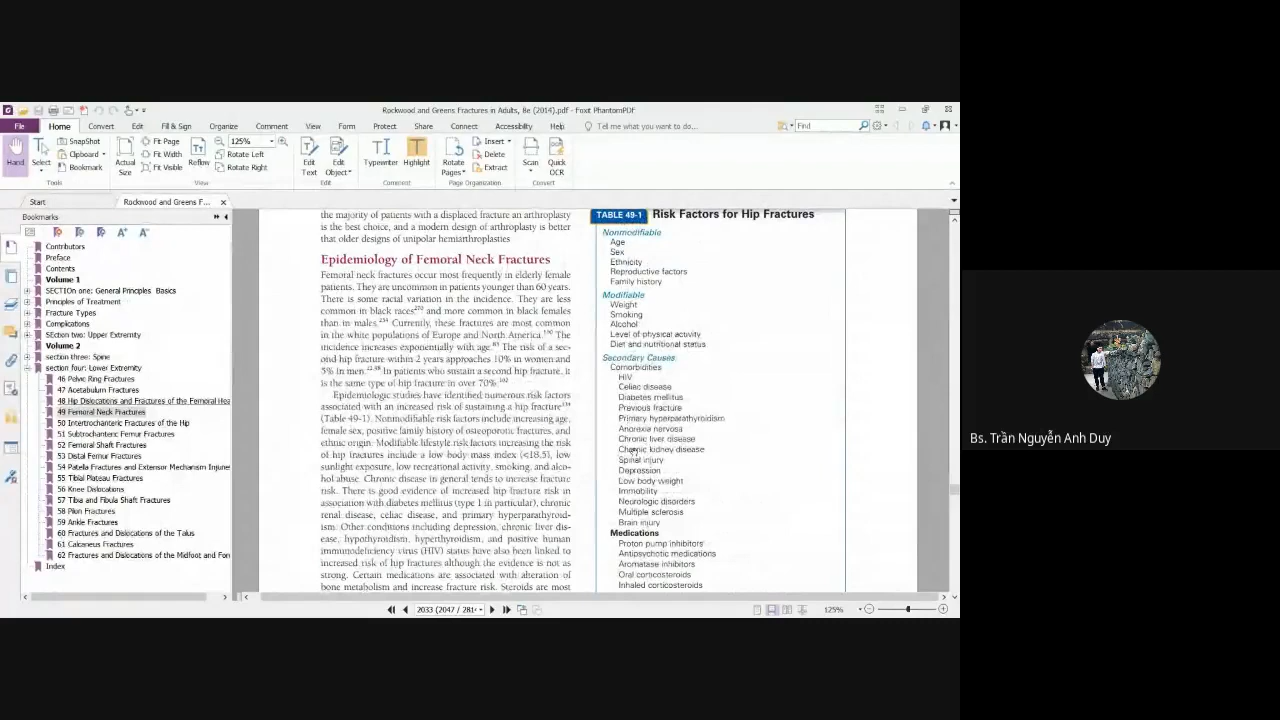 Rockwood and Greens Fractures in Adults, 8e (2014).pdf - Foxit PhantomPDF
File Home Convert Edit Fill & Sign Organize Comment View Form Protect Share Connect Accessibility Help Tell me what you want to do... Find
Hand
Select
SnapShot
Clipboard
Bookmark
Tools
Actual Size
Fit Page
Fit Width
Fit Visible
Reflow
125%
Rotate Left
Rotate Right
View
Edit Text
Edit Object
Edit
Typewriter
Highlight
Comment
Rotate Pages
Insert
Delete
Extract
Page Organization
Scan
Quick OCR
Convert
Start
Rockwood and Greens F...
Bookmarks
Contributors
Preface
Contents
Volume 1
SECTIOn one: General Principles Basics
Principles of Treatment
Fracture Types
Complications
SEction two: Upper Extremity
Volume 2
section three: Spine
section four: Lower Extremity
46 Pelvic Ring Fractures
47 Acetabulum Fractures
48 Hip Dislocations and Fractures of the Femoral Hea
49 Femoral Neck Fractures
50 Intertrochanteric Fractures of the Hip
51 Subtrochanteric Femur Fractures
52 Femoral Shaft Fractures
53 Distal Femur Fractures
54 Patella Fractures and Extensor Mechanism Injures
55 Tibial Plateau Fractures
56 Knee Dislocations
57 Tibia and Fibula Shaft Fractures
58 Pilon Fractures
59 Ankle Fractures
60 Fractures and Dislocations of the Talus
61 Calcaneus Fractures
62 Fractures and Dislocations of the Midfoot and For
Index
the majority of patients with a displaced fracture an arthroplasty
is the best choice, and a modern design of arthroplasty is better
that older designs of unipolar hemiarthroplasties
Epidemiology of Femoral Neck Fractures
Femoral neck fractures occur most frequently in elderly female
patients. They are uncommon in patients younger than 60 years.
There is some racial variation in the incidence. They are less
common in black races and more common in black females
than in males. Currently, these fractures are most common
in the white populations of Europe and North America. The
incidence increases exponentially with age. The risk of a sec-
ond hip fracture within 2 years approaches 10% in women and
5% in men. In patients who sustain a second hip fracture, it
is the same type of hip fracture in over 70%.
Epidemiologic studies have identified numerous risk factors
associated with an increased risk of sustaining a hip fracture
(Table 49-1). Nonmodifiable risk factors include increasing age,
female sex, positive family history of osteoporotic fractures, and
ethnic origin. Modifiable lifestyle risk factors increasing the risk
of hip fractures include a low body mass index (<18.5), low
sunlight exposure, low recreational activity, smoking, and alco-
hol abuse. Chronic disease in general tends to increase fracture
risk. There is good evidence of increased hip fracture risk in
association with diabetes mellitus (type 1 in particular), chronic
renal disease, celiac disease, and primary hyperparathyroid-
ism. Other conditions including depression, chronic liver dis-
ease, hypothyroidism, hyperthyroidism, and positive human
immunodeficiency virus (HIV) status have also been linked to
increased risk of hip fractures although the evidence is not as
strong. Certain medications are associated with alteration of
bone metabolism and increase fracture risk. Steroids are most
TABLE 49-1 Risk Factors for Hip Fractures
Nonmodifiable
Age
Sex
Ethnicity
Reproductive factors
Family history
Modifiable
Weight
Smoking
Alcohol
Level of physical activity
Diet and nutritional status
Secondary Causes
Comorbidities
HIV
Celiac disease
Diabetes mellitus
Previous fracture
Primary hyperparathyroidism
Anorexia nervosa
Chronic liver disease
Chronic kidney disease
Spinal injury
Depression
Low body weight
Immobility
Neurologic disorders
Multiple sclerosis
Brain injury
Medications
Proton pump inhibitors
Antipsychotic medications
Aromatase inhibitors
Oral corticosteroids
Inhaled corticosteroids
2033 (2047 / 281
125%
Bs. Trần Nguyễn Anh Duy